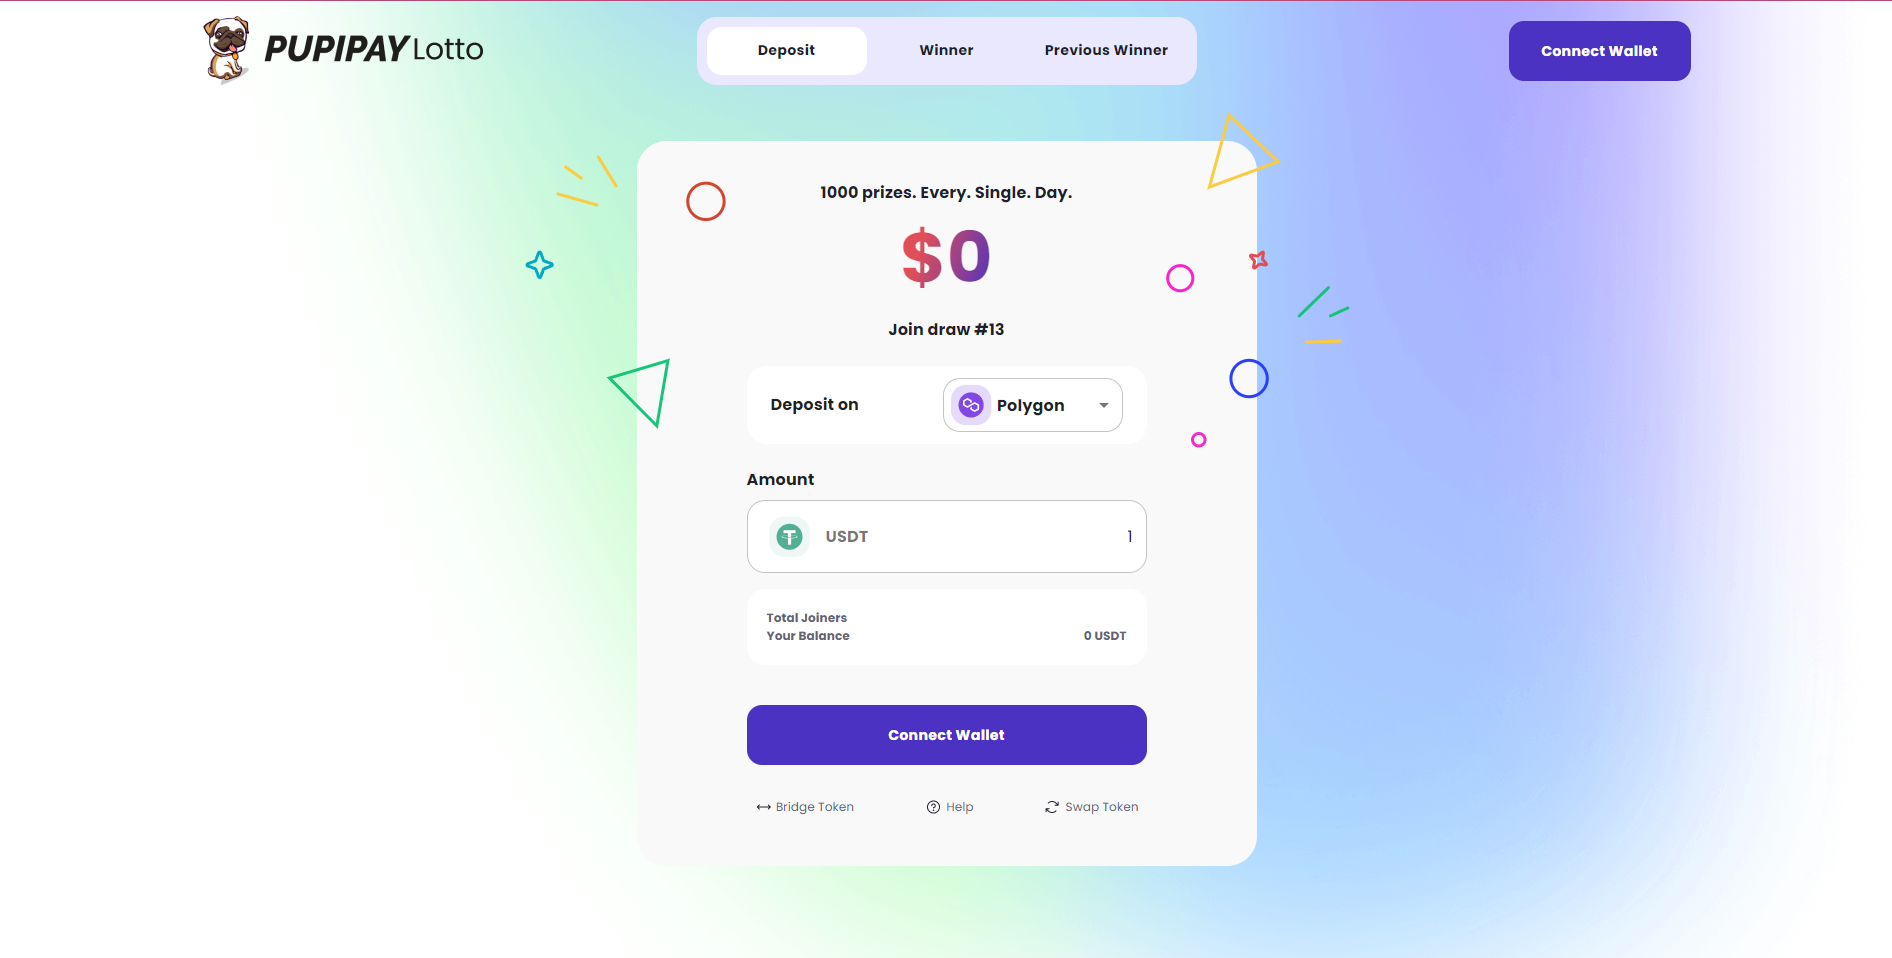 PUPIPAY Lotto
Deposit
Winner
Previous Winner
Connect Wallet
1000 prizes. Every. Single. Day.
$0
Join draw #13
Deposit on
Polygon
Amount
USDT
1
Total Joiners
Your Balance
0 USDT
Connect Wallet
Bridge Token
Help
Swap Token